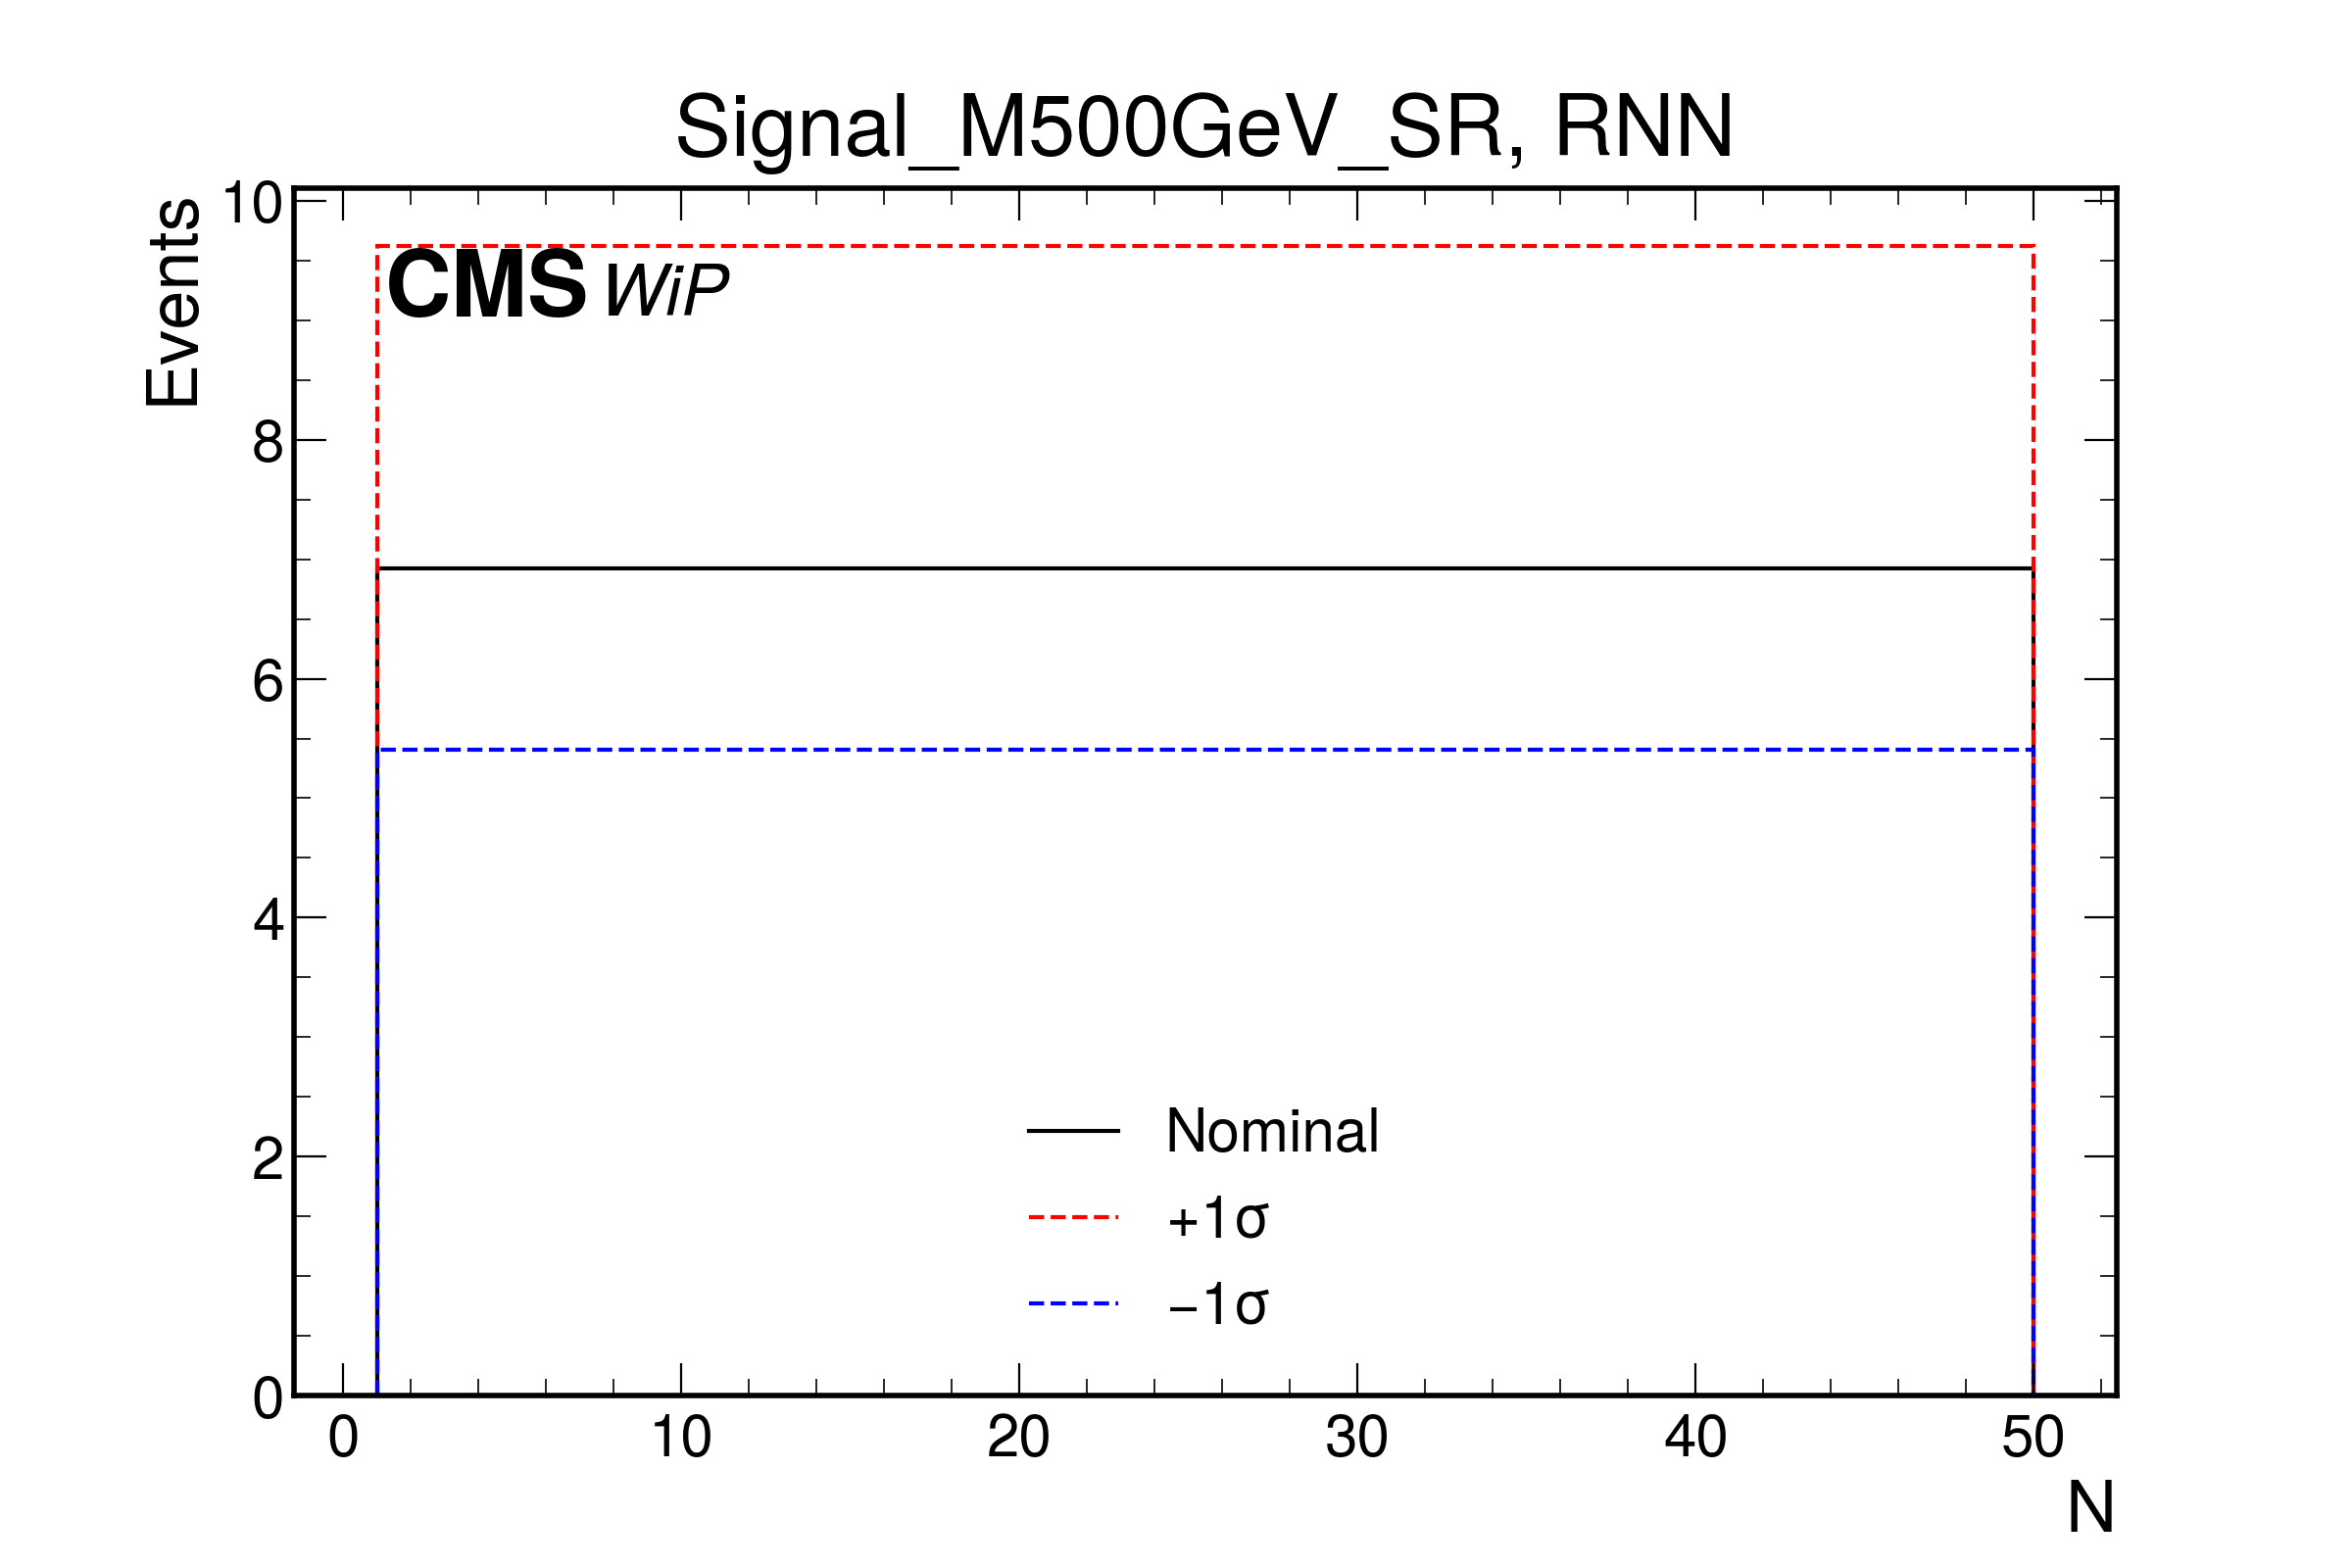 Signal_M500GeV_SR, RNN
Events
10
8
6
4
2
0
CMS WiP
Nominal
+1σ
−1σ
0 10 20 30 40 50
N